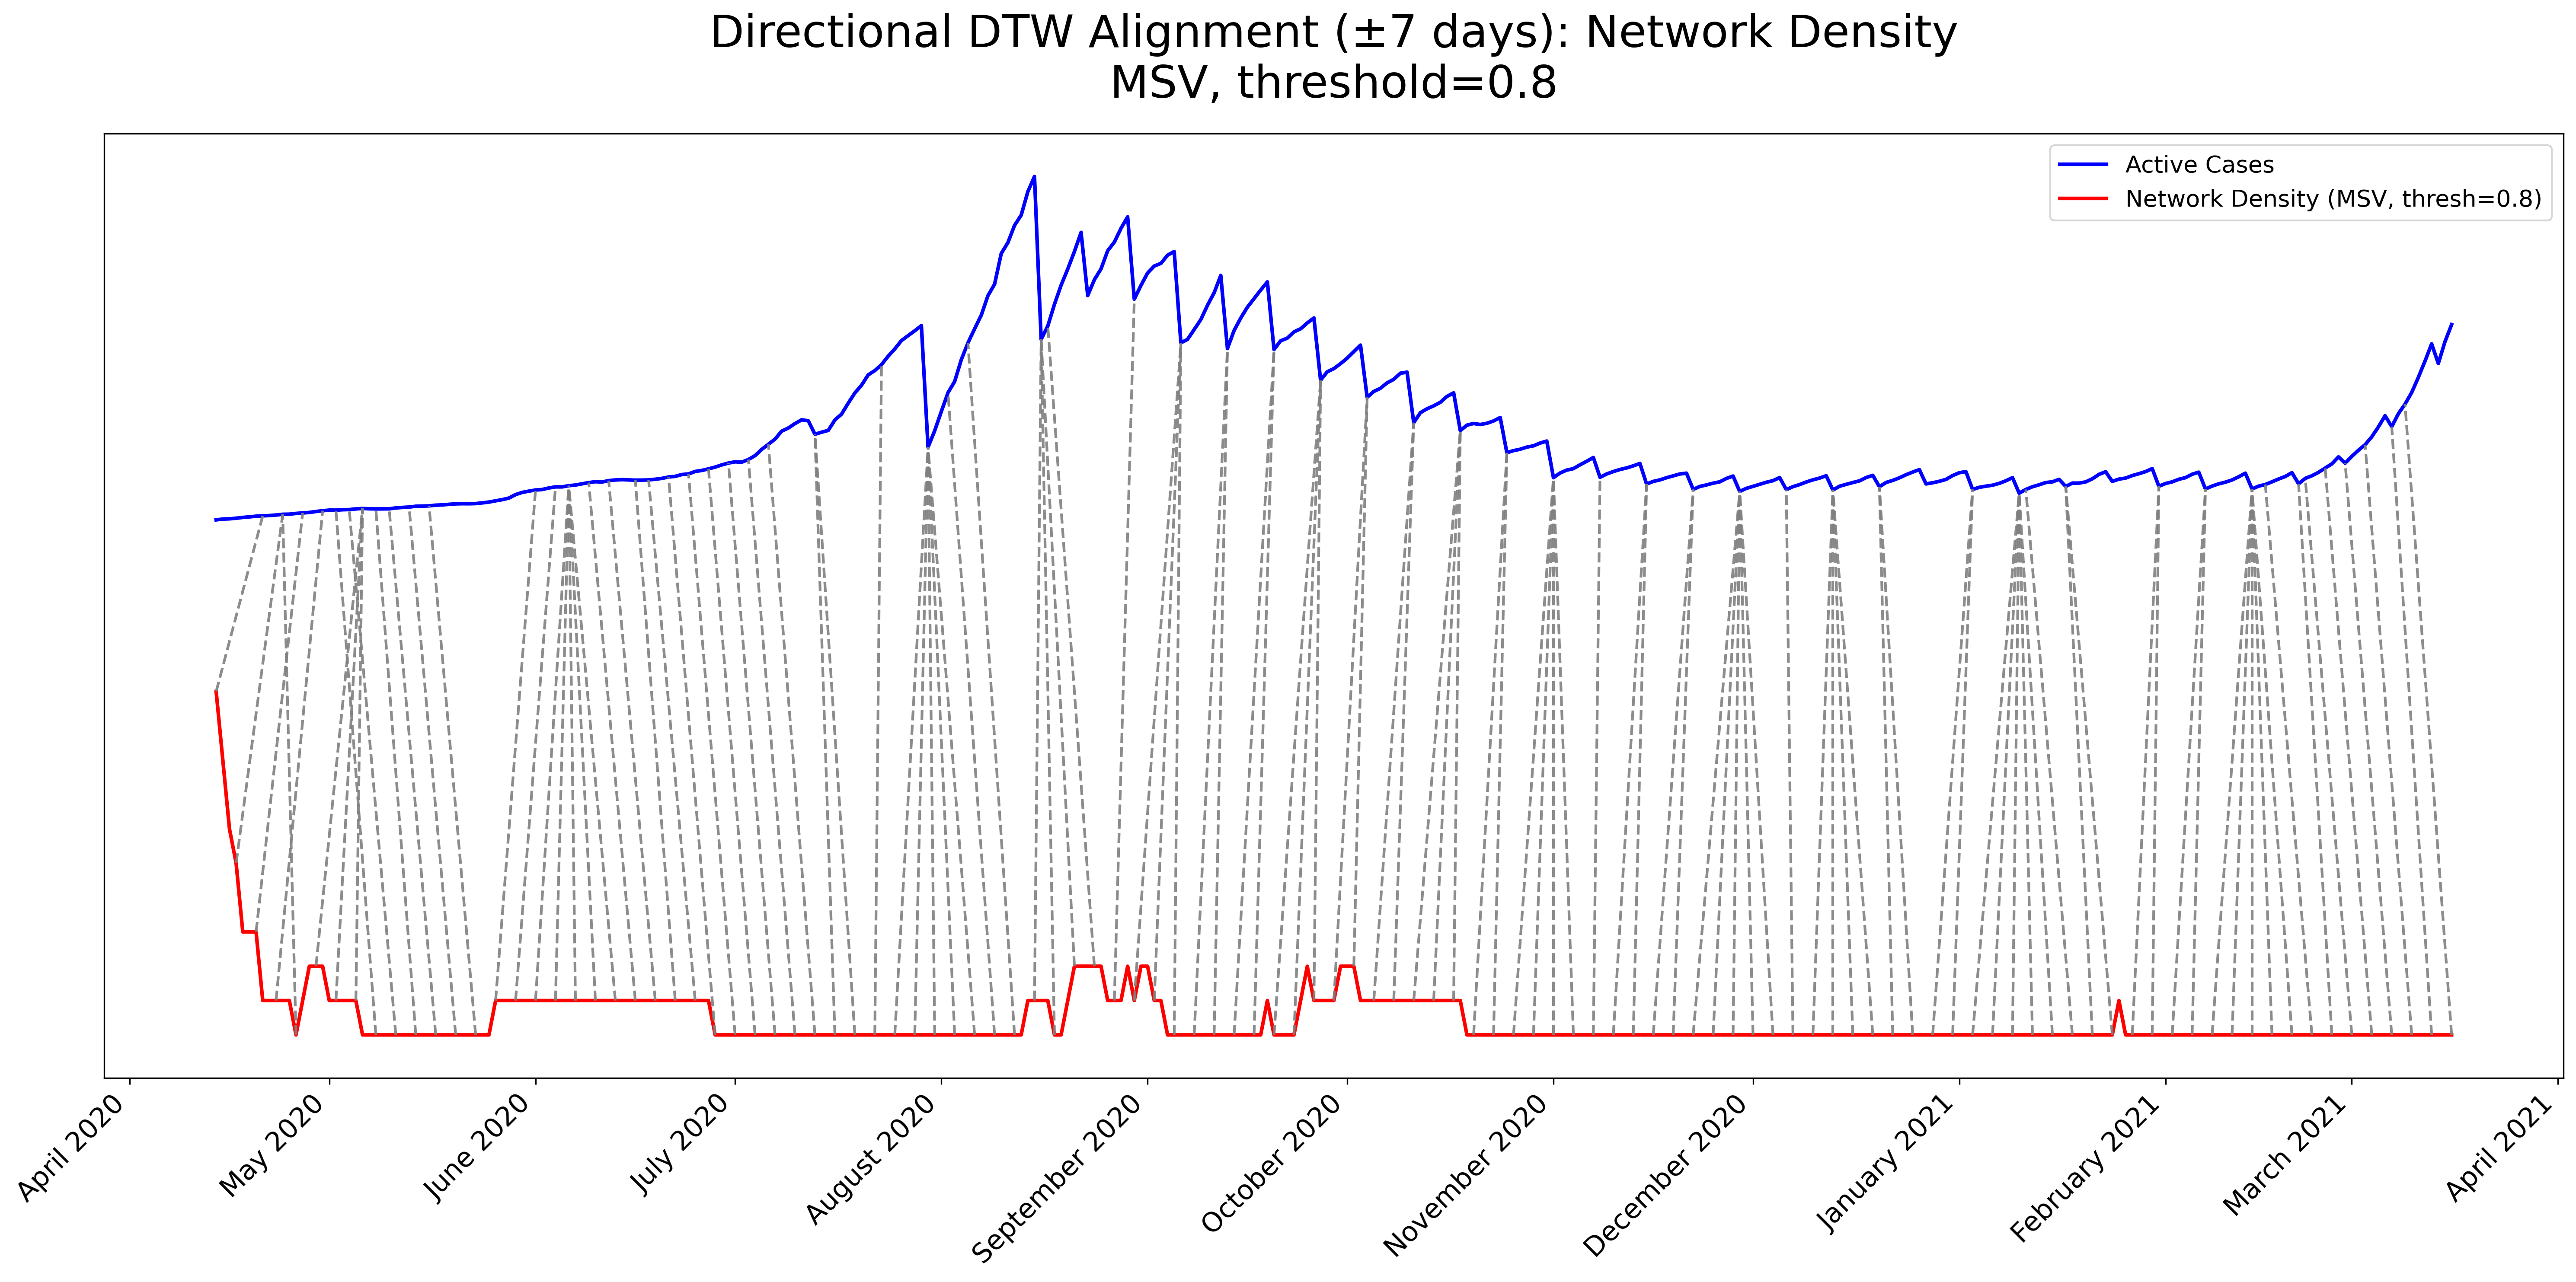 Directional DTW Alignment (±7 days): Network Density
MSV, threshold=0.8
Active Cases
Network Density (MSV, thresh=0.8)
April 2020
May 2020
June 2020
July 2020
August 2020
September 2020
October 2020
November 2020
December 2020
January 2021
February 2021
March 2021
April 2021